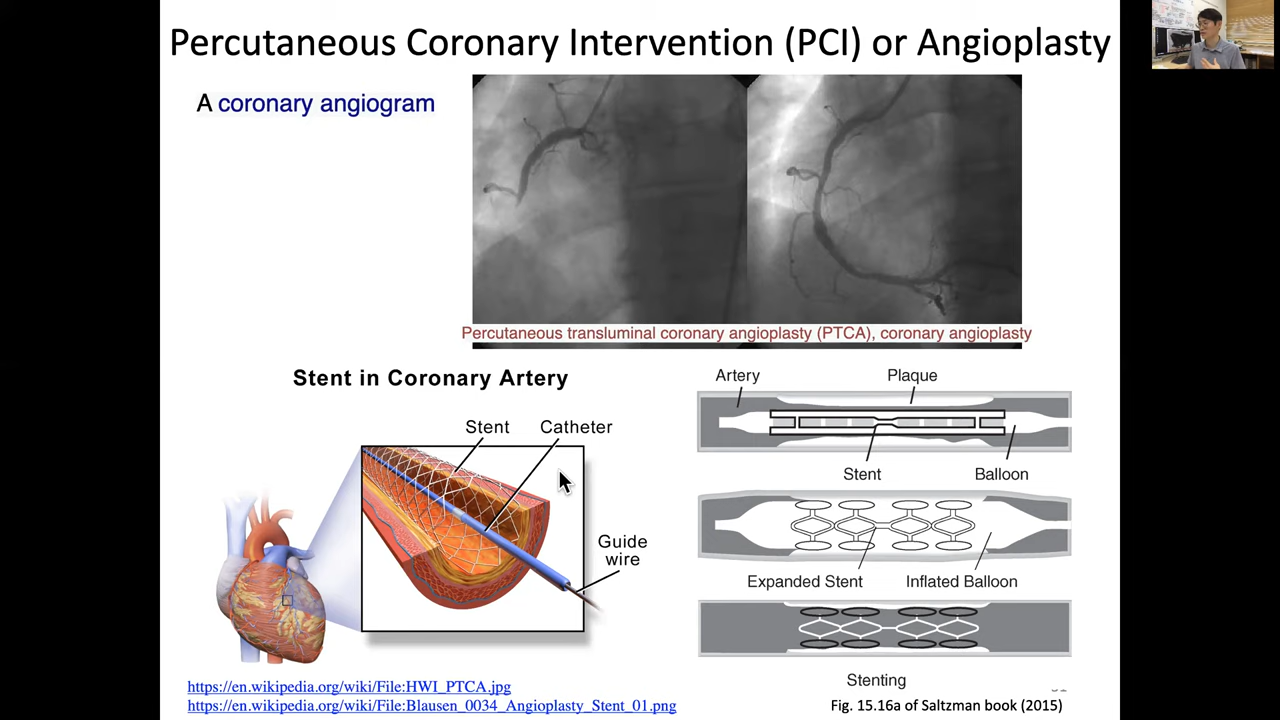 Percutaneous Coronary Intervention (PCI) or Angioplasty
A coronary angiogram
Percutaneous transluminal coronary angioplasty (PTCA), coronary angioplasty
Stent in Coronary Artery
Stent
Catheter
Guide
wire
Artery
Plaque
Stent
Balloon
Expanded Stent
Inflated Balloon
Stenting
https://en.wikipedia.org/wiki/File:HWI_PTCA.jpg
https://en.wikipedia.org/wiki/File:Blausen_0034_Angioplasty_Stent_01.png
Fig. 15.16a of Saltzman book (2015)